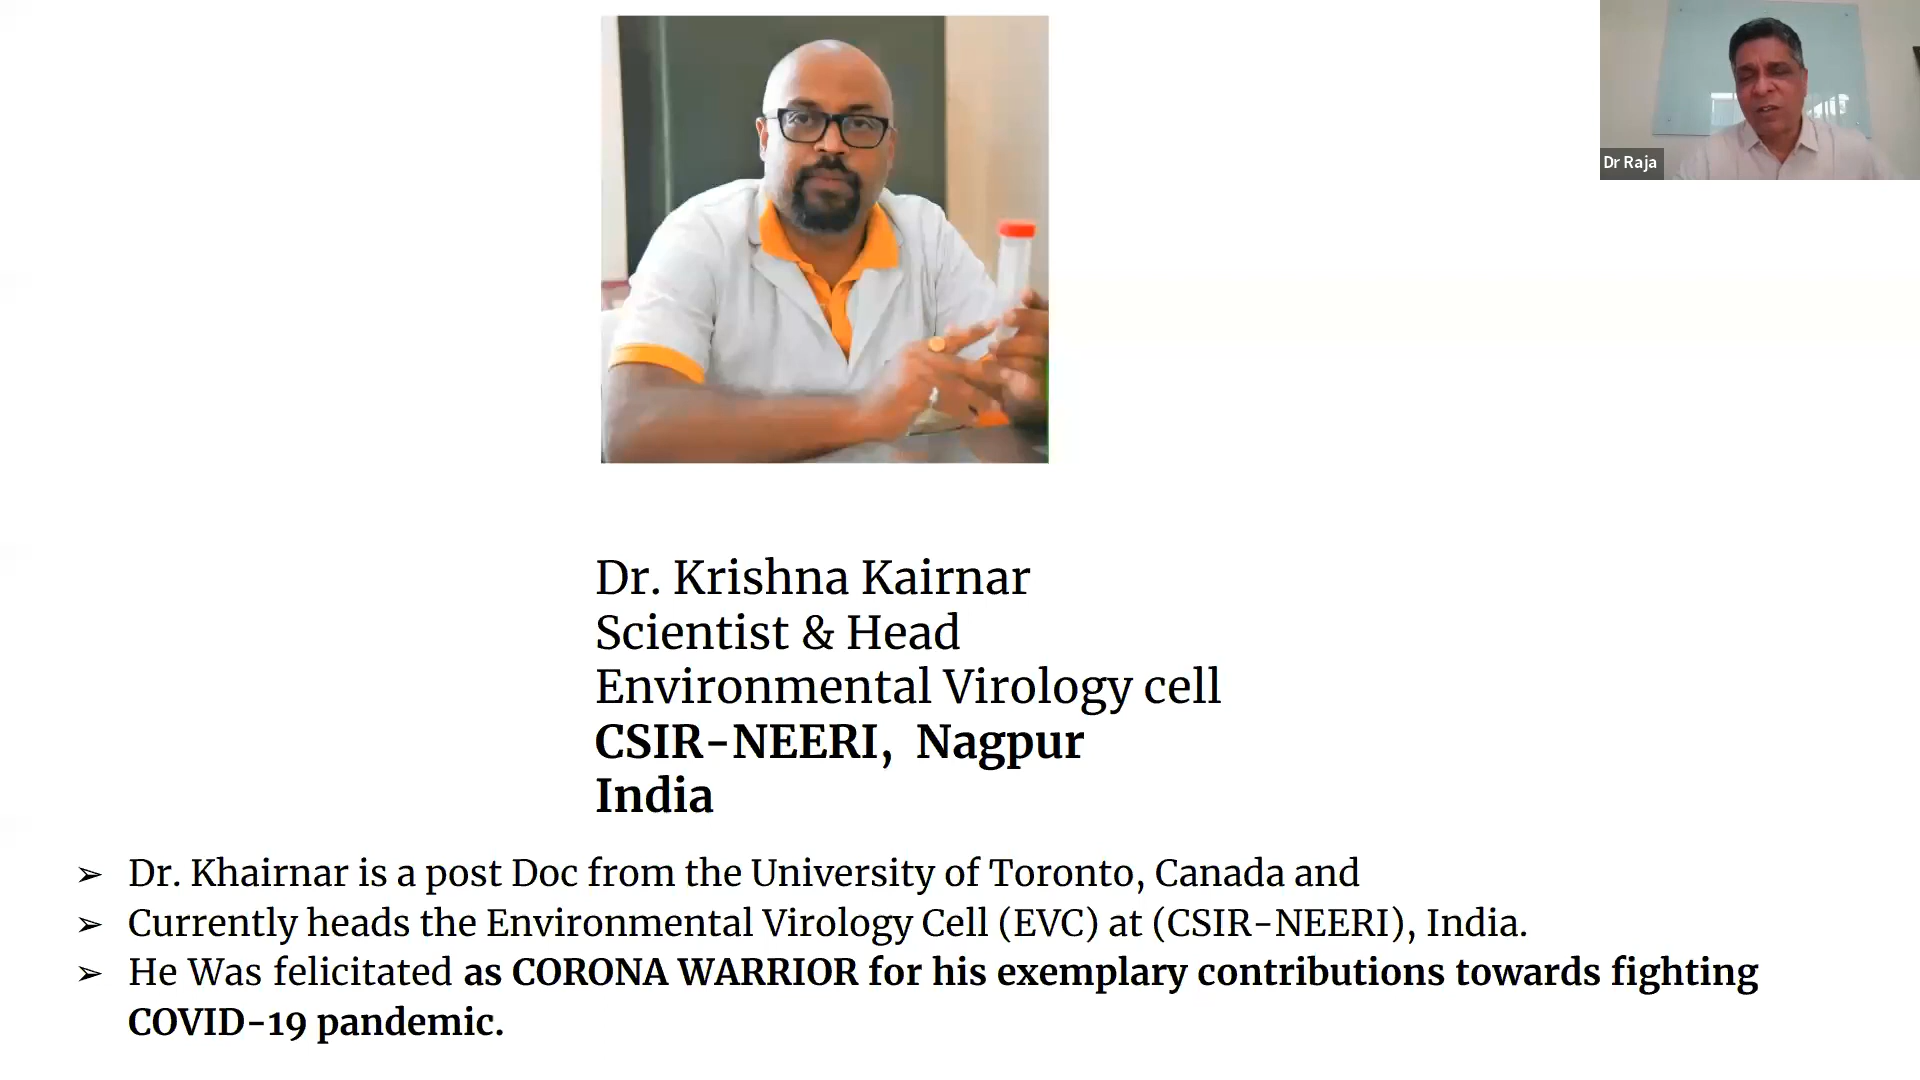 Dr Raja
Dr. Krishna Kairnar
Scientist & Head
Environmental Virology cell
CSIR-NEERI, Nagpur
India
➢ Dr. Khairnar is a post Doc from the University of Toronto, Canada and
➢ Currently heads the Environmental Virology Cell (EVC) at (CSIR-NEERI), India.
➢ He Was felicitated as CORONA WARRIOR for his exemplary contributions towards fighting
COVID-19 pandemic.